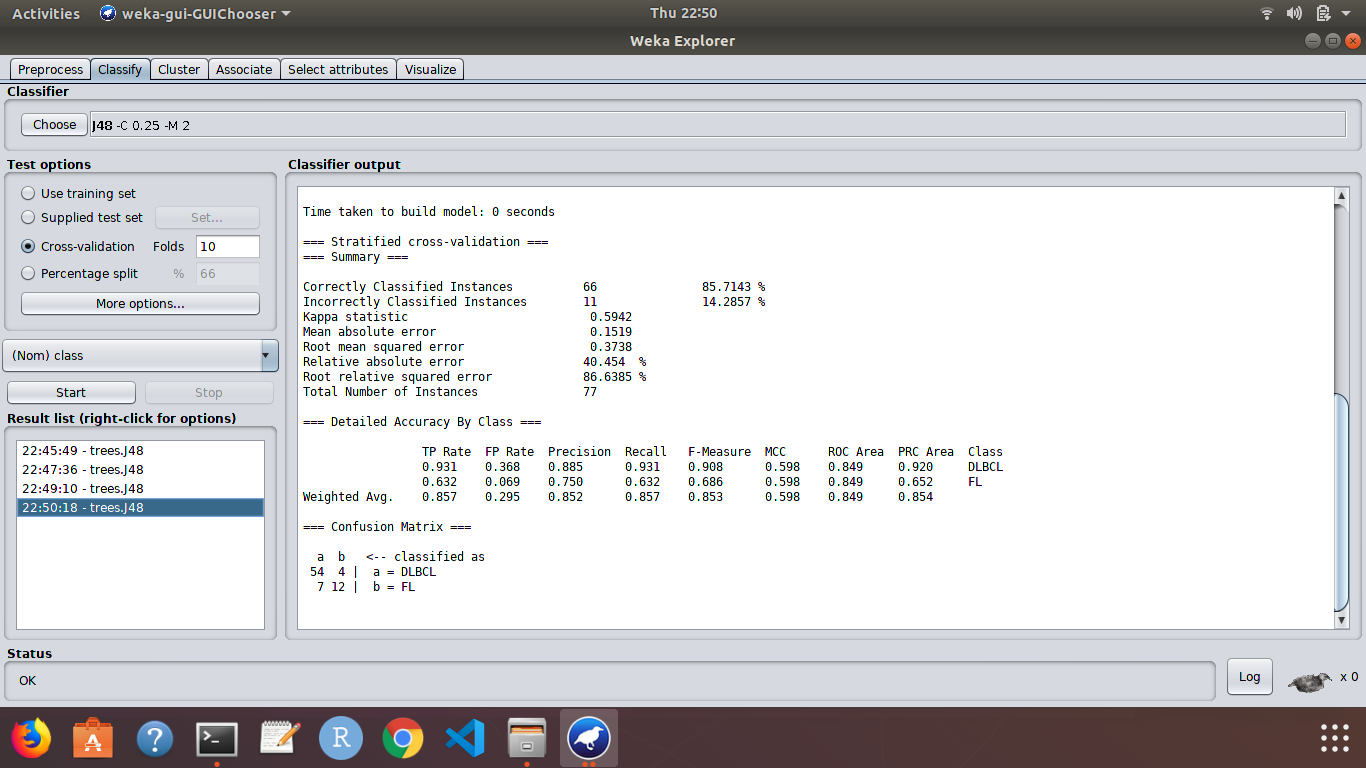 Activities weka-gui-GUIChooser Thu 22:50
Weka Explorer
Preprocess Classify Cluster Associate Select attributes Visualize
Classifier
Choose J48 -C 0.25 -M 2
Test options
Use training set
Supplied test set Set...
Cross-validation Folds 10
Percentage split % 66
More options...
(Nom) class
Start Stop
Result list (right-click for options)
22:45:49 - trees.J48
22:47:36 - trees.J48
22:49:10 - trees.J48
22:50:18 - trees.J48
Classifier output
Time taken to build model: 0 seconds
=== Stratified cross-validation ===
=== Summary ===
Correctly Classified Instances 66 85.7143 %
Incorrectly Classified Instances 11 14.2857 %
Kappa statistic 0.5942
Mean absolute error 0.1519
Root mean squared error 0.3738
Relative absolute error 40.454 %
Root relative squared error 86.6385 %
Total Number of Instances 77
=== Detailed Accuracy By Class ===
TP Rate FP Rate Precision Recall F-Measure MCC ROC Area PRC Area Class
0.931 0.368 0.885 0.931 0.908 0.598 0.849 0.920 DLBCL
0.632 0.069 0.750 0.632 0.686 0.598 0.849 0.652 FL
Weighted Avg. 0.857 0.295 0.852 0.857 0.853 0.598 0.849 0.854
=== Confusion Matrix ===
a b <-- classified as
54 4 | a = DLBCL
7 12 | b = FL
Status
OK
Log x 0
A ? >_ R